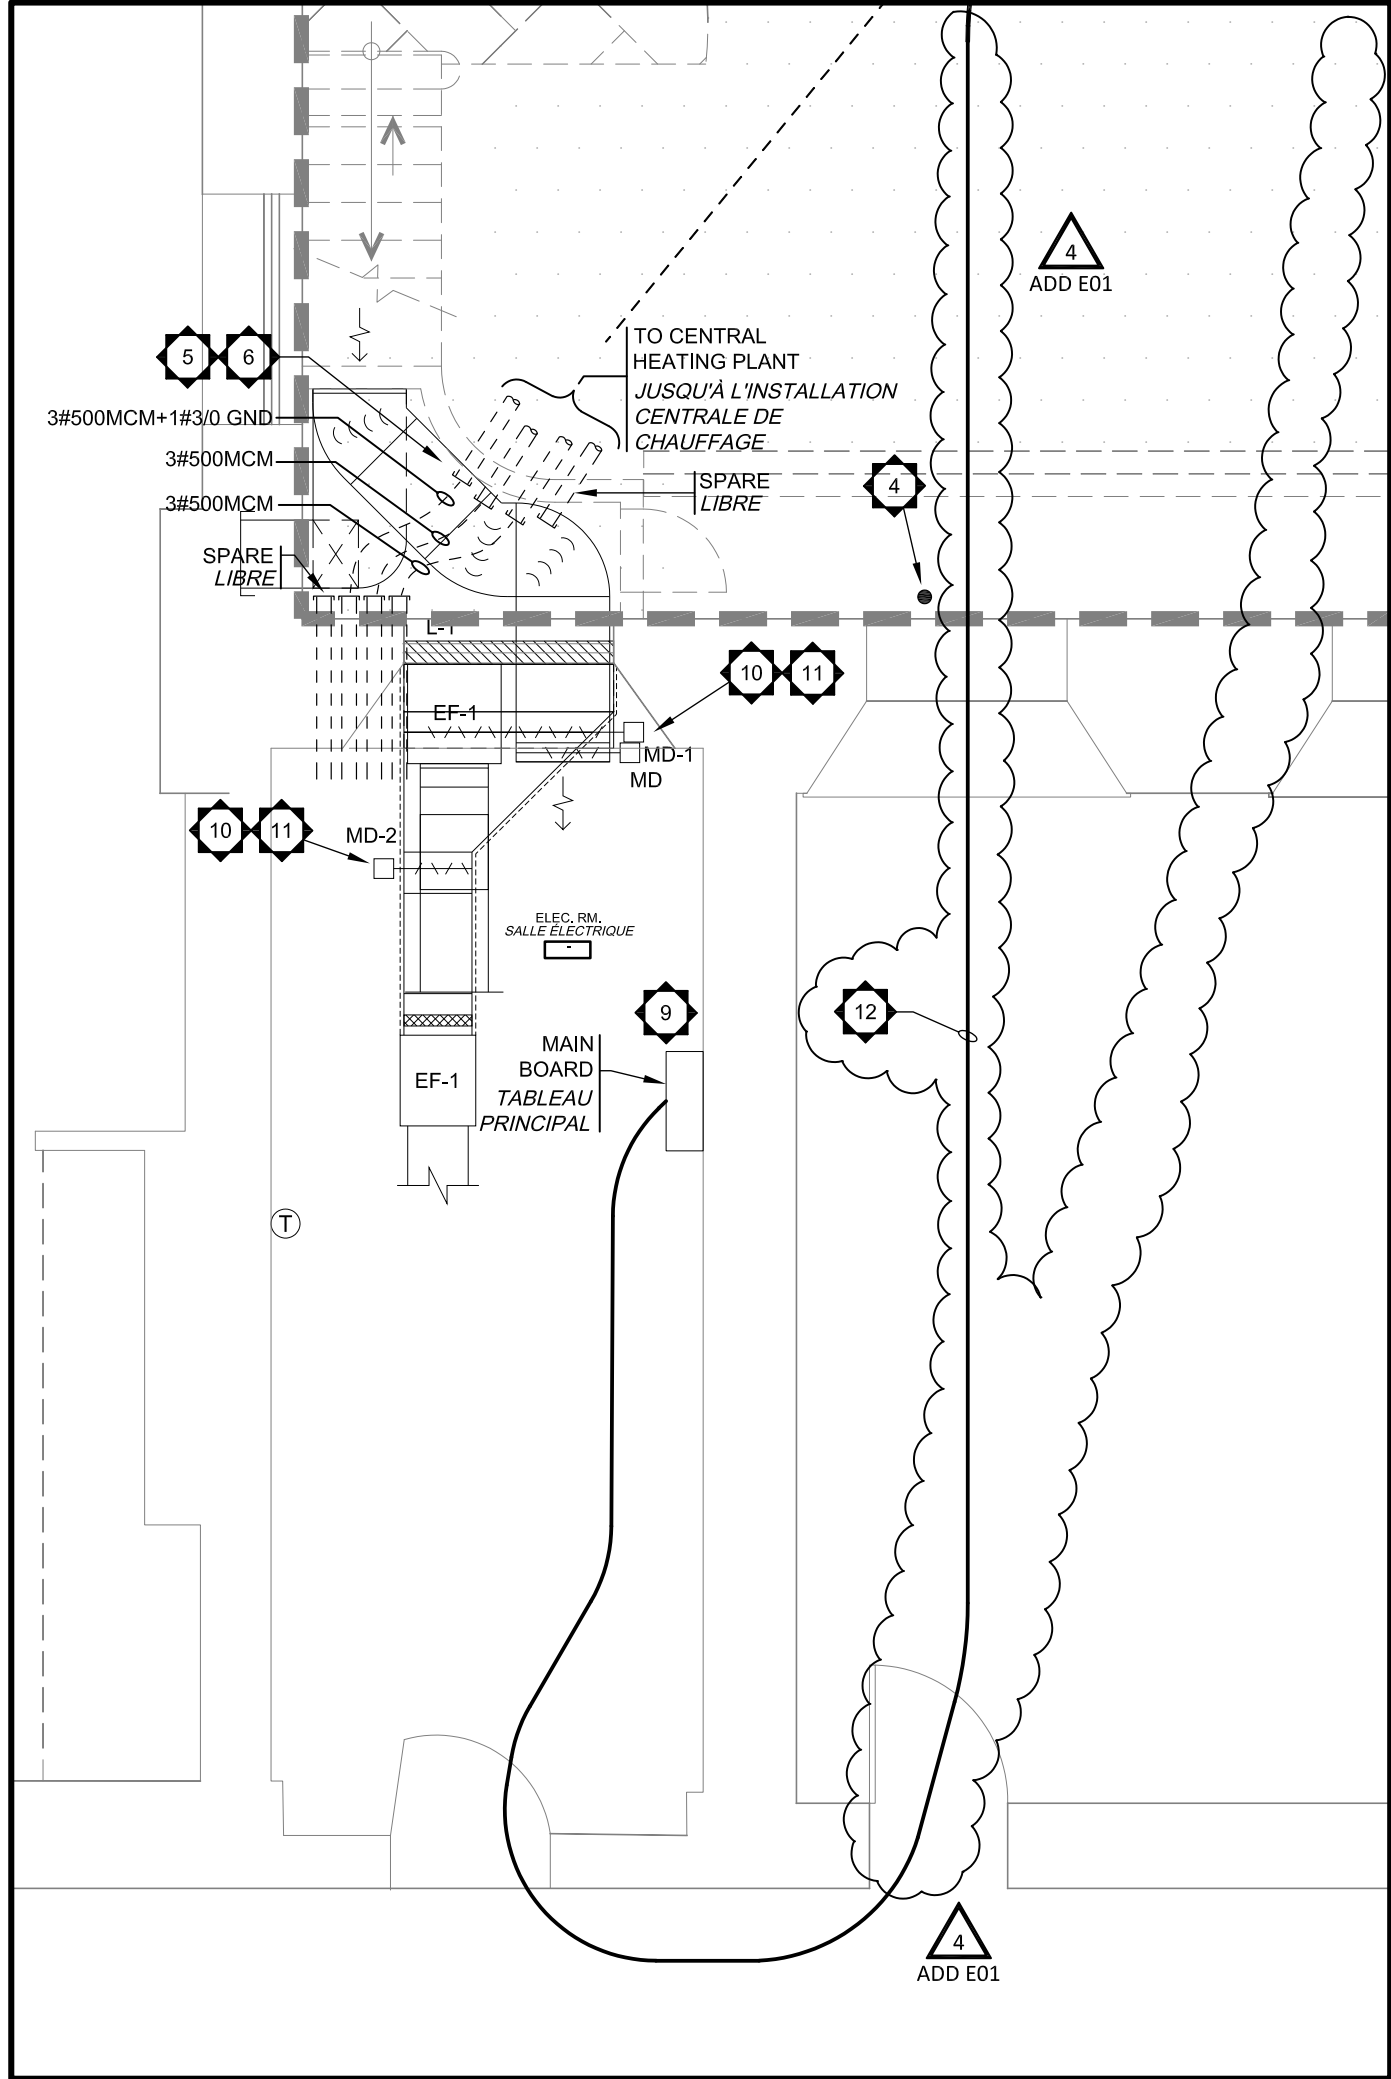 4
ADD E01
5
6
TO CENTRAL
HEATING PLANT
JUSQU'À L'INSTALLATION
CENTRALE DE
CHAUFFAGE
3#500MCM+1#3/0 GND
3#500MCM
3#500MCM
SPARE
LIBRE
4
SPARE
LIBRE
L-1
10
11
EF-1
MD-1
MD
10
11
MD-2
ELEC. RM.
SALLE ÉLECTRIQUE
-
9
12
MAIN
BOARD
TABLEAU
PRINCIPAL
EF-1
T
4
ADD E01